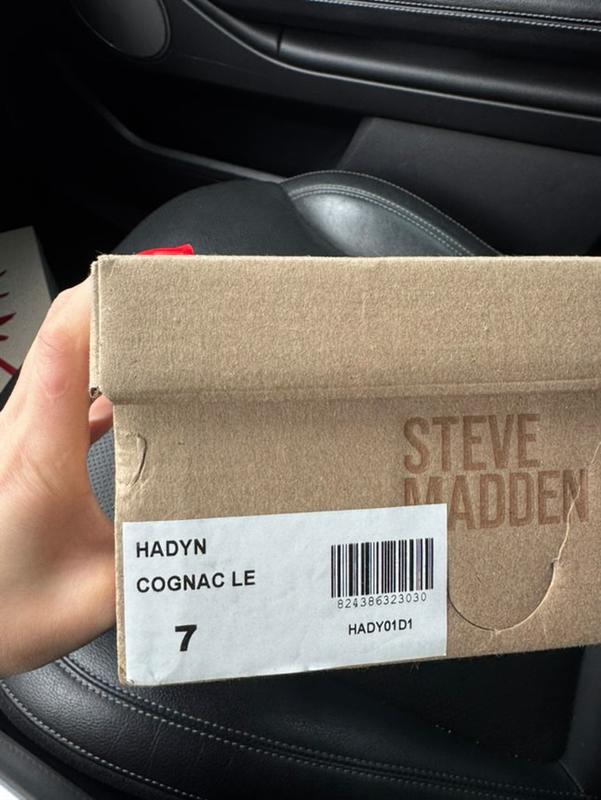 STEVE
MADDEN
HADYN
COGNAC LE
7
824386323030
HADY01D1